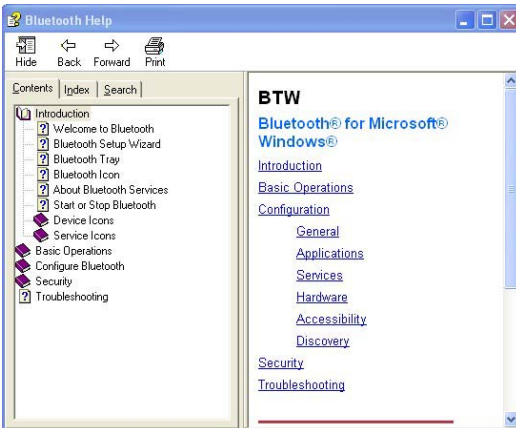 Bluetooth Help
Hide Back Forward Print
Contents Index Search
Introduction
Welcome to Bluetooth
Bluetooth Setup Wizard
Bluetooth Tray
Bluetooth Icon
About Bluetooth Services
Start or Stop Bluetooth
Device Icons
Service Icons
Basic Operations
Configure Bluetooth
Security
Troubleshooting
BTW
Bluetooth® for Microsoft®
Windows®
Introduction
Basic Operations
Configuration
General
Applications
Services
Hardware
Accessibility
Discovery
Security
Troubleshooting